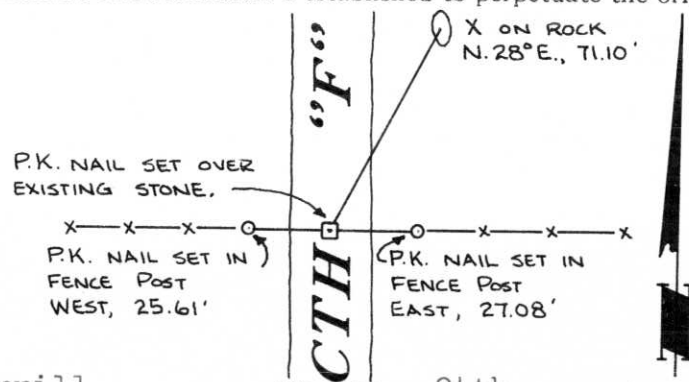 X ON ROCK
N.28°E., 71.10'
CTH "F"
P.K. NAIL SET OVER
EXISTING STONE.
P.K. NAIL SET IN
FENCE POST
WEST, 25.61'
P.K. NAIL SET IN
FENCE POST
EAST, 27.08'